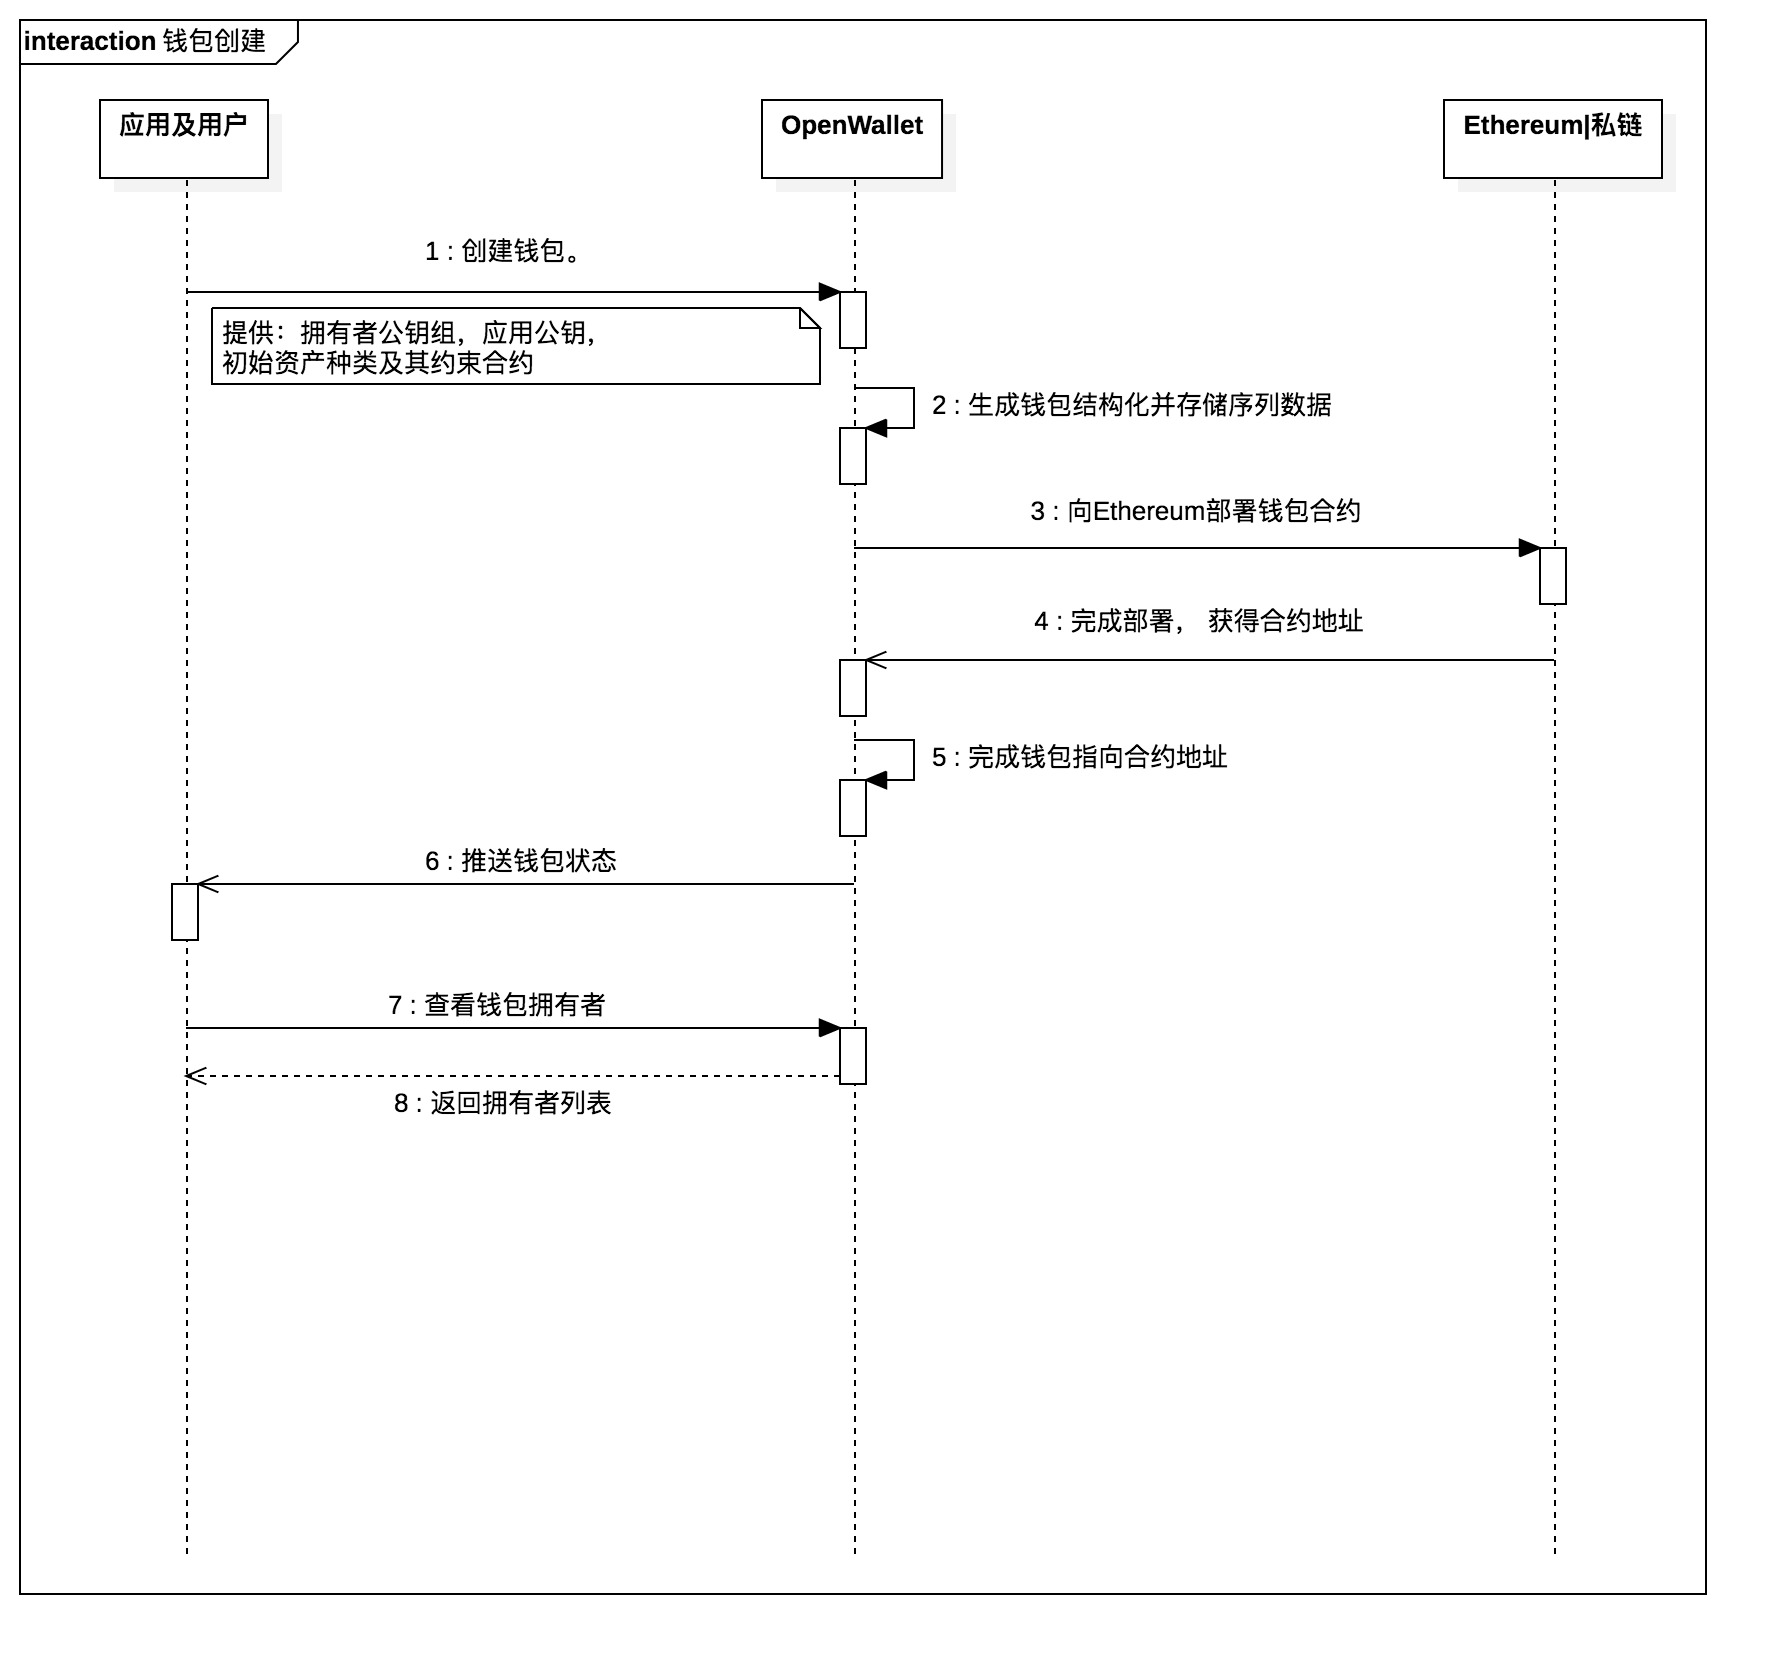 interaction 钱包创建
应用及用户
OpenWallet
Ethereum|私链
1 : 创建钱包。
提供：拥有者公钥组，应用公钥，
初始资产种类及其约束合约
2 : 生成钱包结构化并存储序列数据
3 : 向Ethereum部署钱包合约
4 : 完成部署， 获得合约地址
5 : 完成钱包指向合约地址
6 : 推送钱包状态
7 : 查看钱包拥有者
8 : 返回拥有者列表